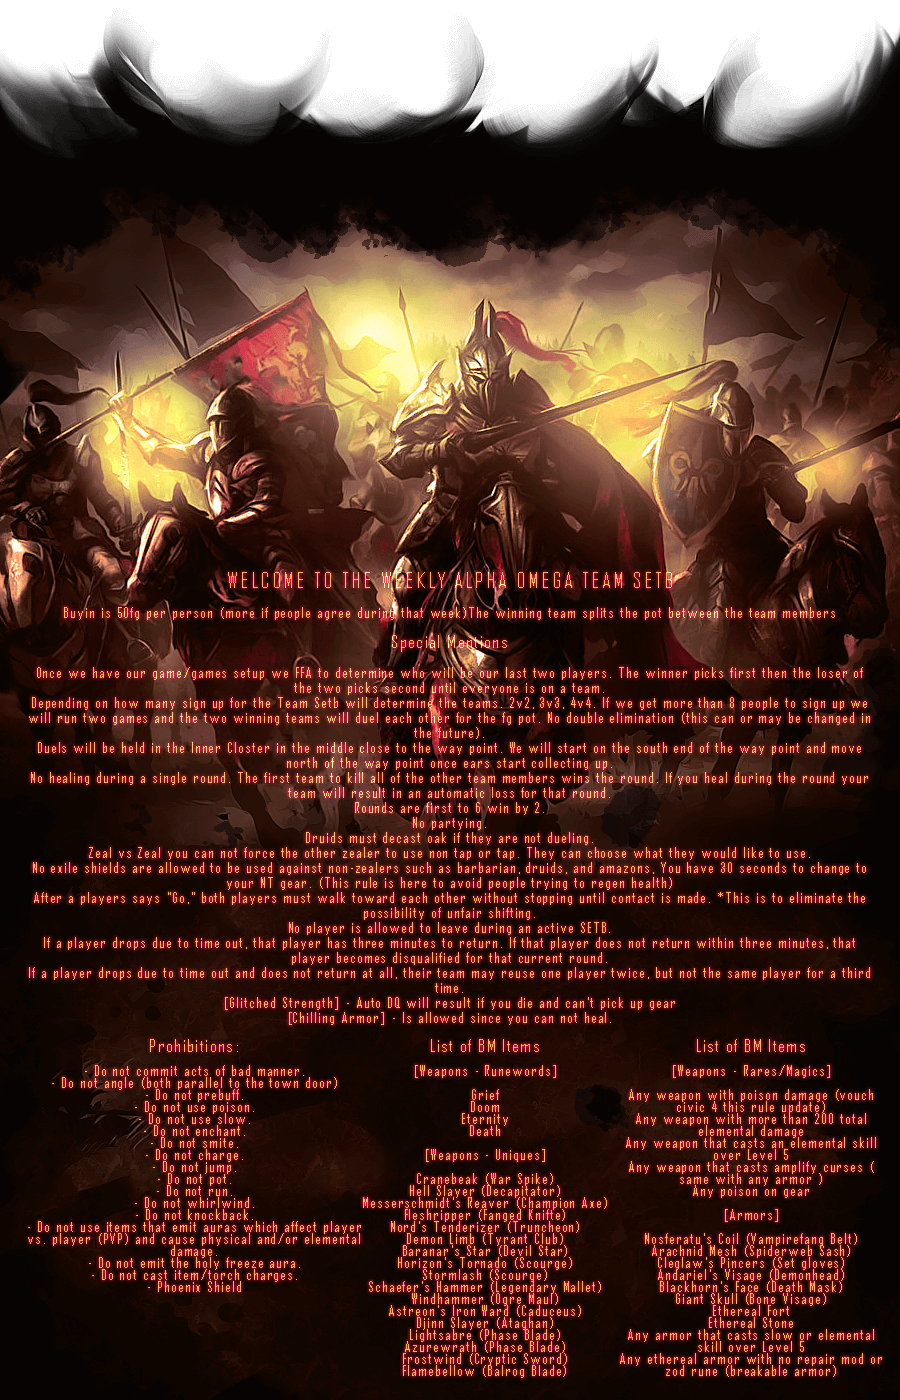 WELCOME TO THE WEEKLY ALPHA OMEGA TEAM SETB
Buyin is 50fg per person (more if people agree during that week)The winning team splits the pot between the team members
Special Mentions
Once we have our game/games setup we FFA to determine who will be our last two players. The winner picks first then the loser of
the two picks second until everyone is on a team.
Depending on how many sign up for the Team Setb will determine the teams. 2v2, 3v3, 4v4. If we get more than 8 people to sign up we
will run two games and the two winning teams will duel each other for the fg pot. No double elimination (this can or may be changed in
the future).
Duels will be held in the Inner Closter in the middle close to the way point. We will start on the south end of the way point and move
north of the way point once ears start collecting up.
No healing during a single round. The first team to kill all of the other team members wins the round. If you heal during the round your
team will result in an automatic loss for that round.
Rounds are first to 6 win by 2.
No partying.
Druids must decast oak if they are not dueling.
Zeal vs Zeal you can not force the other zealer to use non tap or tap. They can choose what they would like to use.
No exile shields are allowed to be used against non-zealers such as barbarian, druids, and amazons, You have 30 seconds to change to
your NT gear. (This rule is here to avoid people trying to regen health)
After a players says "Go," both players must walk toward each other without stopping until contact is made. *This is to eliminate the
possibility of unfair shifting.
No player is allowed to leave during an active SETB.
If a player drops due to time out, that player has three minutes to return. If that player does not return within three minutes, that
player becomes disqualified for that current round.
If a player drops due to time out and does not return at all, their team may reuse one player twice, but not the same player for a third
time.
[Glitched Strength] - Auto DQ will result if you die and can't pick up gear
[Chilling Armor] - Is allowed since you can not heal.
Prohibitions:
- Do not commit acts of bad manner.
- Do not angle (both parallel to the town door)
- Do not prebuff.
- Do not use poison.
- Do not use slow.
- Do not enchant.
- Do not smite.
- Do not charge.
- Do not jump.
- Do not pot.
- Do not run.
- Do not whirlwind.
- Do not knockback.
- Do not use items that emit auras which affect player
vs. player (PVP) and cause physical and/or elemental
damage.
- Do not emit the holy freeze aura.
- Do not cast item/torch charges.
- Phoenix Shield
List of BM Items
[Weapons - Runewords]
Grief
Doom
Eternity
Death
[Weapons - Uniques]
Cranebeak (War Spike)
Hell Slayer (Decapitator)
Messerschmidt's Reaver (Champion Axe)
Fleshripper (Fanged Knifte)
Nord's Tenderizer (Truncheon)
Demon Limb (Tyrant Club)
Baranar's Star (Devil Star)
Horizon's Tornado (Scourge)
Stormlash (Scourge)
Schaefer's Hammer (Legendary Mallet)
Windhammer (Ogre Maul)
Astreon's Iron Ward (Caduceus)
Djinn Slayer (Ataghan)
Lightsabre (Phase Blade)
Azurewrath (Phase Blade)
Frostwind (Cryptic Sword)
Flamebellow (Balrog Blade)
List of BM Items
[Weapons - Rares/Magics]
Any weapon with poison damage (vouch
civic 4 this rule update)
Any weapon with more than 200 total
elemental damage
Any weapon that casts an elemental skill
over Level 5
Any weapon that casts amplify curses (
same with any armor )
Any poison on gear
[Armors]
Nosferatu's Coil (Vampirefang Belt)
Arachnid Mesh (Spiderweb Sash)
Cleglaw's Pincers (Set gloves)
Andariel's Visage (Demonhead)
Blackhorn's Face (Death Mask)
Giant Skull (Bone Visage)
Ethereal Fort
Ethereal Stone
Any armor that casts slow or elemental
skill over Level 5
Any ethereal armor with no repair mod or
zod rune (breakable armor)